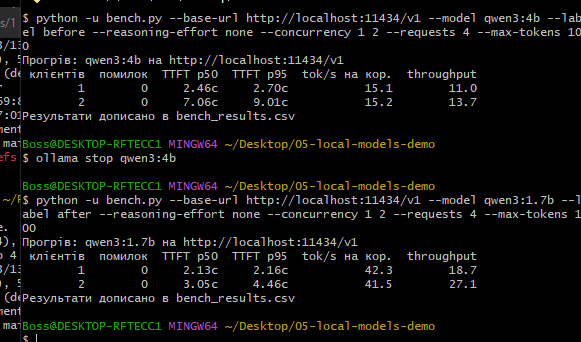 $ python -u bench.py --base-url http://localhost:11434/v1 --model qwen3:4b --lab
el before --reasoning-effort none --concurrency 1 2 --requests 4 --max-tokens 10
0
Прогрів: qwen3:4b на http://localhost:11434/v1
клієнтів помилок TTFT p50 TTFT p95 tok/s на кор. throughput
1 0 2.46с 2.70с 15.1 11.0
2 0 7.06с 9.01с 15.2 13.7
Результати дописано в bench_results.csv

Boss@DESKTOP-RFTECC1 MINGW64 ~/Desktop/05-local-models-demo
$ ollama stop qwen3:4b

Boss@DESKTOP-RFTECC1 MINGW64 ~/Desktop/05-local-models-demo
$ python -u bench.py --base-url http://localhost:11434/v1 --model qwen3:1.7b --l
abel after --reasoning-effort none --concurrency 1 2 --requests 4 --max-tokens 1
00
Прогрів: qwen3:1.7b на http://localhost:11434/v1
клієнтів помилок TTFT p50 TTFT p95 tok/s на кор. throughput
1 0 2.13с 2.16с 42.3 18.7
2 0 3.05с 4.46с 41.5 27.1
Результати дописано в bench_results.csv

Boss@DESKTOP-RFTECC1 MINGW64 ~/Desktop/05-local-models-demo
$